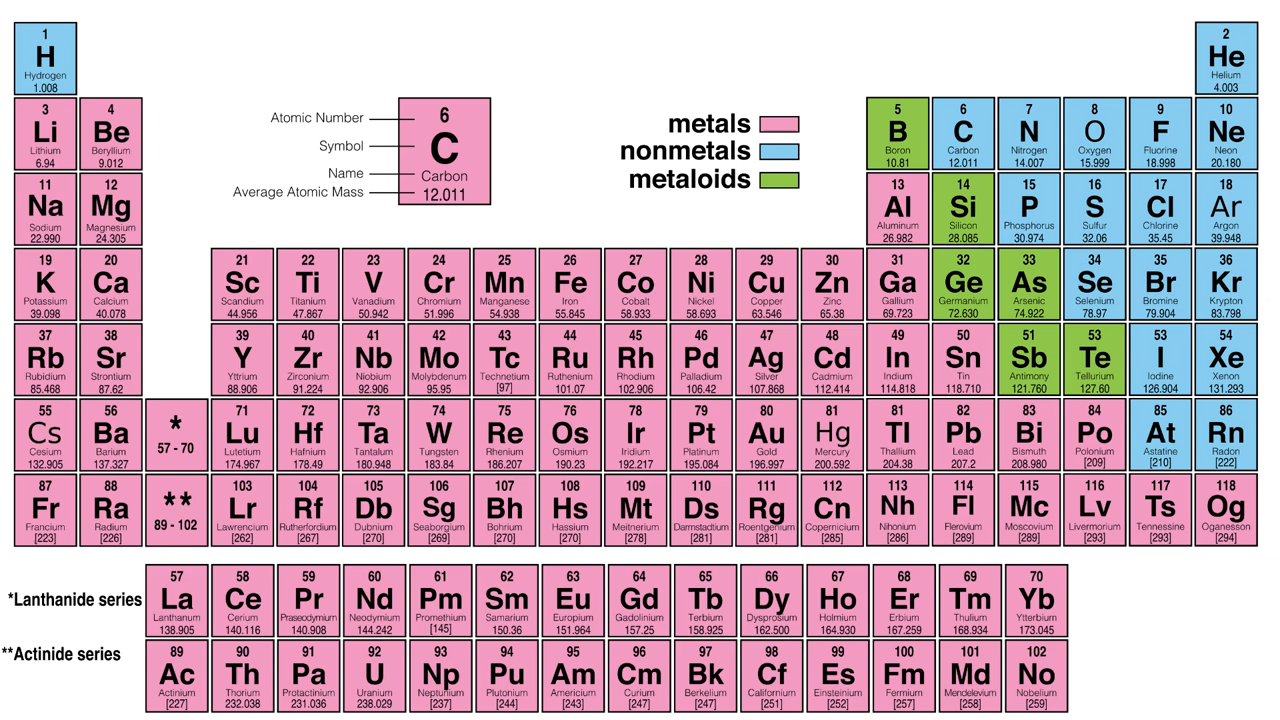 1
H
Hydrogen
1.008
2
He
Helium
4.003
3
Li
Lithium
6.94
4
Be
Beryllium
9.012
Atomic Number
Symbol
Name
Average Atomic Mass
6
C
Carbon
12.011
metals
nonmetals
metaloids
5
B
Boron
10.81
6
C
Carbon
12.011
7
N
Nitrogen
14.007
8
O
Oxygen
15.999
9
F
Fluorine
18.998
10
Ne
Neon
20.180
11
Na
Sodium
22.990
12
Mg
Magnesium
24.305
13
Al
Aluminum
26.982
14
Si
Silicon
28.085
15
P
Phosphorus
30.974
16
S
Sulfur
32.06
17
Cl
Chlorine
35.45
18
Ar
Argon
39.948
19
K
Potassium
39.098
20
Ca
Calcium
40.078
21
Sc
Scandium
44.956
22
Ti
Titanium
47.867
23
V
Vanadium
50.942
24
Cr
Chromium
51.996
25
Mn
Manganese
54.938
26
Fe
Iron
55.845
27
Co
Cobalt
58.933
28
Ni
Nickel
58.693
29
Cu
Copper
63.546
30
Zn
Zinc
65.38
31
Ga
Gallium
69.723
32
Ge
Germanium
72.630
33
As
Arsenic
74.922
34
Se
Selenium
78.97
35
Br
Bromine
79.904
36
Kr
Krypton
83.798
37
Rb
Rubidium
85.468
38
Sr
Strontium
87.62
39
Y
Yttrium
88.906
40
Zr
Zirconium
91.224
41
Nb
Niobium
92.906
42
Mo
Molybdenum
95.95
43
Tc
Technetium
[97]
44
Ru
Ruthenium
101.07
45
Rh
Rhodium
102.906
46
Pd
Palladium
106.42
47
Ag
Silver
107.868
48
Cd
Cadmium
112.414
49
In
Indium
114.818
50
Sn
Tin
118.710
51
Sb
Antimony
121.760
53
Te
Tellurium
127.60
53
I
Iodine
126.904
54
Xe
Xenon
131.293
55
Cs
Cesium
132.905
56
Ba
Barium
137.327
*
57 - 70
71
Lu
Lutetium
174.967
72
Hf
Hafnium
178.49
73
Ta
Tantalum
180.948
74
W
Tungsten
183.84
75
Re
Rhenium
186.207
76
Os
Osmium
190.23
78
Ir
Iridium
192.217
79
Pt
Platinum
195.084
80
Au
Gold
196.997
81
Hg
Mercury
200.592
81
Tl
Thallium
204.38
82
Pb
Lead
207.2
83
Bi
Bismuth
208.980
84
Po
Polonium
[209]
85
At
Astatine
[210]
86
Rn
Radon
[222]
87
Fr
Francium
[223]
88
Ra
Radium
[226]
**
89 - 102
103
Lr
Lawrencium
[262]
104
Rf
Rutherfordium
[267]
105
Db
Dubnium
[270]
106
Sg
Seaborgium
[269]
107
Bh
Bohrium
[270]
108
Hs
Hassium
[270]
109
Mt
Meitnerium
[278]
110
Ds
Darmstadtium
[281]
111
Rg
Roentgenium
[281]
112
Cn
Copernicium
[285]
113
Nh
Nihonium
[286]
114
Fl
Flerovium
[289]
115
Mc
Moscovium
[289]
116
Lv
Livermorium
[293]
117
Ts
Tennessine
[293]
118
Og
Oganesson
[294]
*Lanthanide series
57
La
Lanthanum
138.905
58
Ce
Cerium
140.116
59
Pr
Praseodymium
140.908
60
Nd
Neodymium
144.242
61
Pm
Promethium
[145]
62
Sm
Samarium
150.36
63
Eu
Europium
151.964
64
Gd
Gadolinium
157.25
65
Tb
Terbium
158.925
66
Dy
Dysprosium
162.500
67
Ho
Holmium
164.930
68
Er
Erbium
167.259
69
Tm
Thulium
168.934
70
Yb
Ytterbium
173.045
**Actinide series
89
Ac
Actinium
[227]
90
Th
Thorium
232.038
91
Pa
Protactinium
231.036
92
U
Uranium
238.029
93
Np
Neptunium
[237]
94
Pu
Plutonium
[244]
95
Am
Americium
[243]
96
Cm
Curium
[247]
97
Bk
Berkelium
[247]
98
Cf
Californium
[251]
99
Es
Einsteinium
[252]
100
Fm
Fermium
[257]
101
Md
Mendelevium
[258]
102
No
Nobelium
[259]